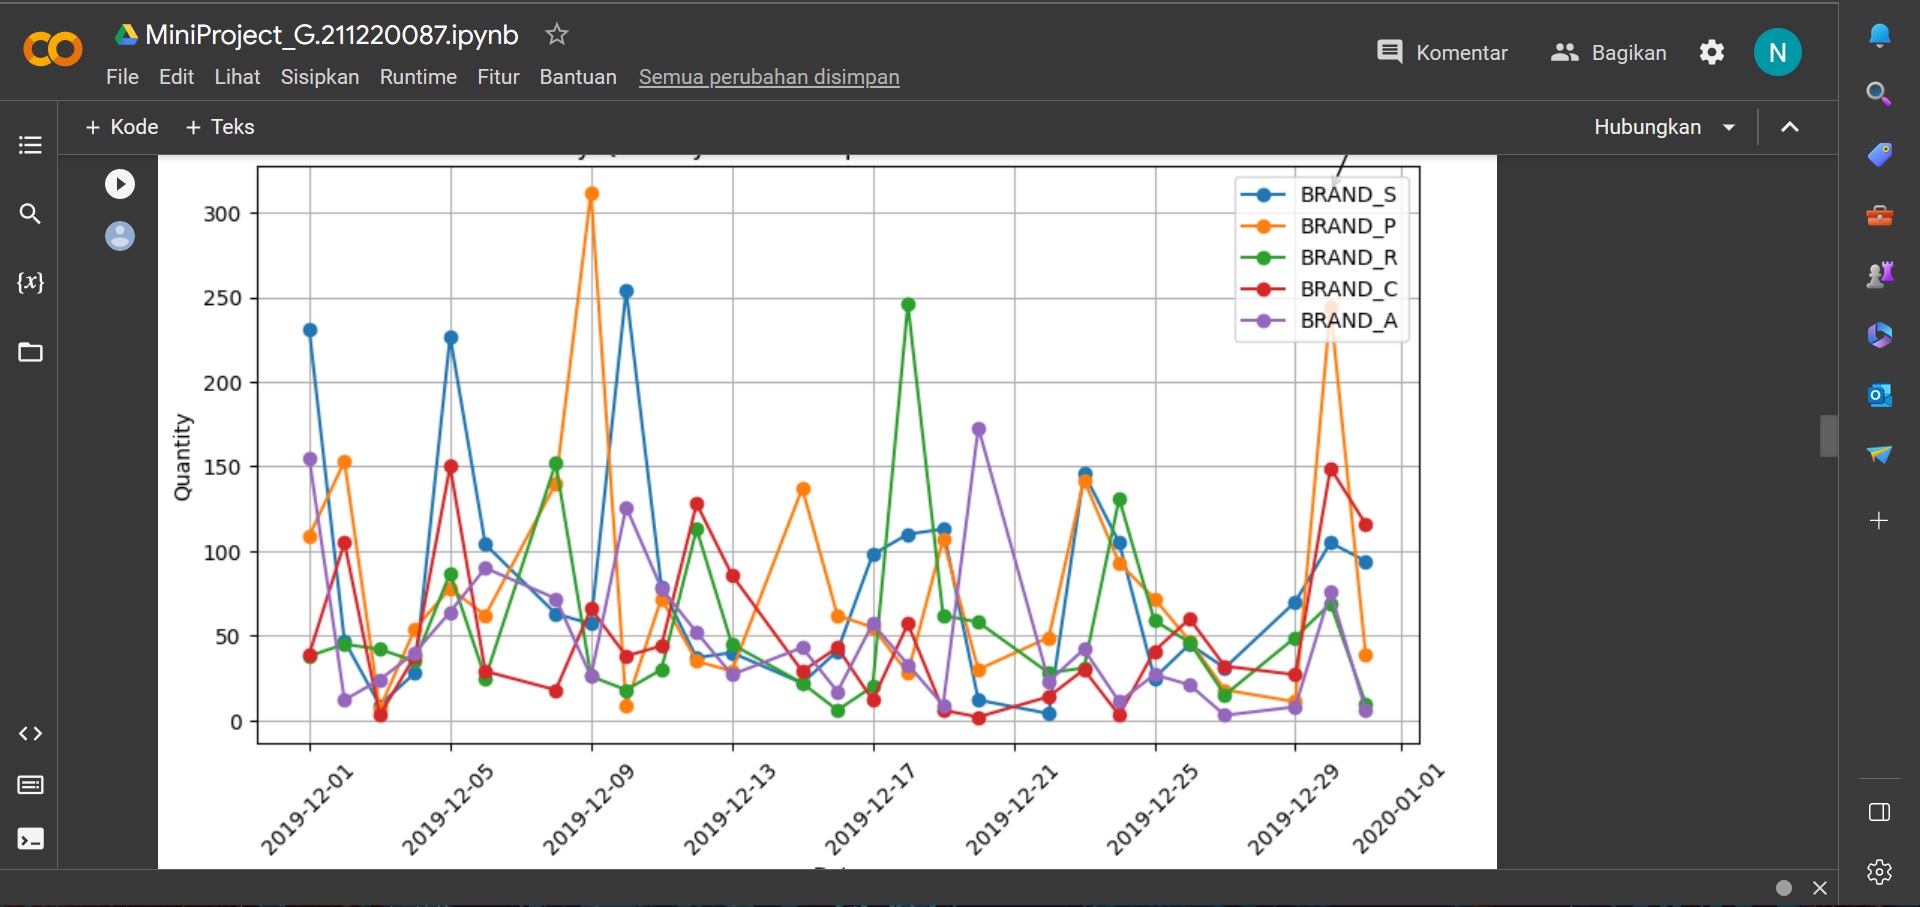 MiniProject_G.211220087.ipynb
Komentar
Bagikan
N
File Edit Lihat Sisipkan Runtime Fitur Bantuan Semua perubahan disimpan
+ Kode + Teks
Hubungkan
{x}
BRAND_S
BRAND_P
BRAND_R
BRAND_C
BRAND_A
300
250
200
150
100
50
0
Quantity
2019-12-01
2019-12-05
2019-12-09
2019-12-13
2019-12-17
2019-12-21
2019-12-25
2019-12-29
2020-01-01